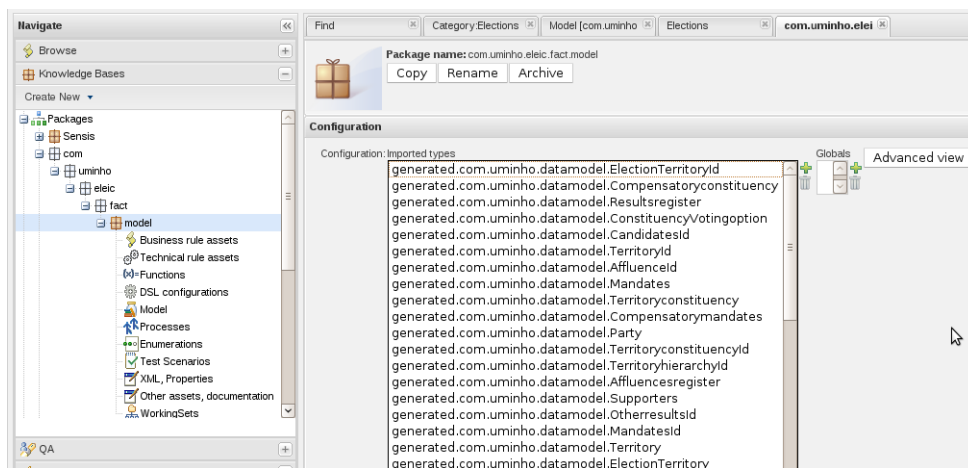 Navigate
Browse
Knowledge Bases
Create New
Packages
Sensis
com
uminho
eleic
fact
model
Business rule assets
Technical rule assets
(x)=Functions
DSL configurations
Model
Processes
Enumerations
Test Scenarios
XML, Properties
Other assets, documentation
WorkingSets
QA
Find
Category:Elections
Model [com.uminho
Elections
com.uminho.elei
Package name: com.uminho.eleic.fact.model
Copy Rename Archive
Configuration
Configuration: Imported types
generated.com.uminho.datamodel.ElectionTerritoryId
generated.com.uminho.datamodel.Compensatoryconstituency
generated.com.uminho.datamodel.Resultsregister
generated.com.uminho.datamodel.ConstituencyVotingoption
generated.com.uminho.datamodel.CandidatesId
generated.com.uminho.datamodel.TerritoryId
generated.com.uminho.datamodel.AffluenceId
generated.com.uminho.datamodel.Mandates
generated.com.uminho.datamodel.Territoryconstituency
generated.com.uminho.datamodel.Compensatorymandates
generated.com.uminho.datamodel.Party
generated.com.uminho.datamodel.TerritoryconstituencyId
generated.com.uminho.datamodel.TerritoryhierarchyId
generated.com.uminho.datamodel.Affluencesregister
generated.com.uminho.datamodel.Supporters
generated.com.uminho.datamodel.OtherresultsId
generated.com.uminho.datamodel.MandatesId
generated.com.uminho.datamodel.Territory
generated.com.uminho.datamodel.ElectionTerritory
Globals
Advanced view